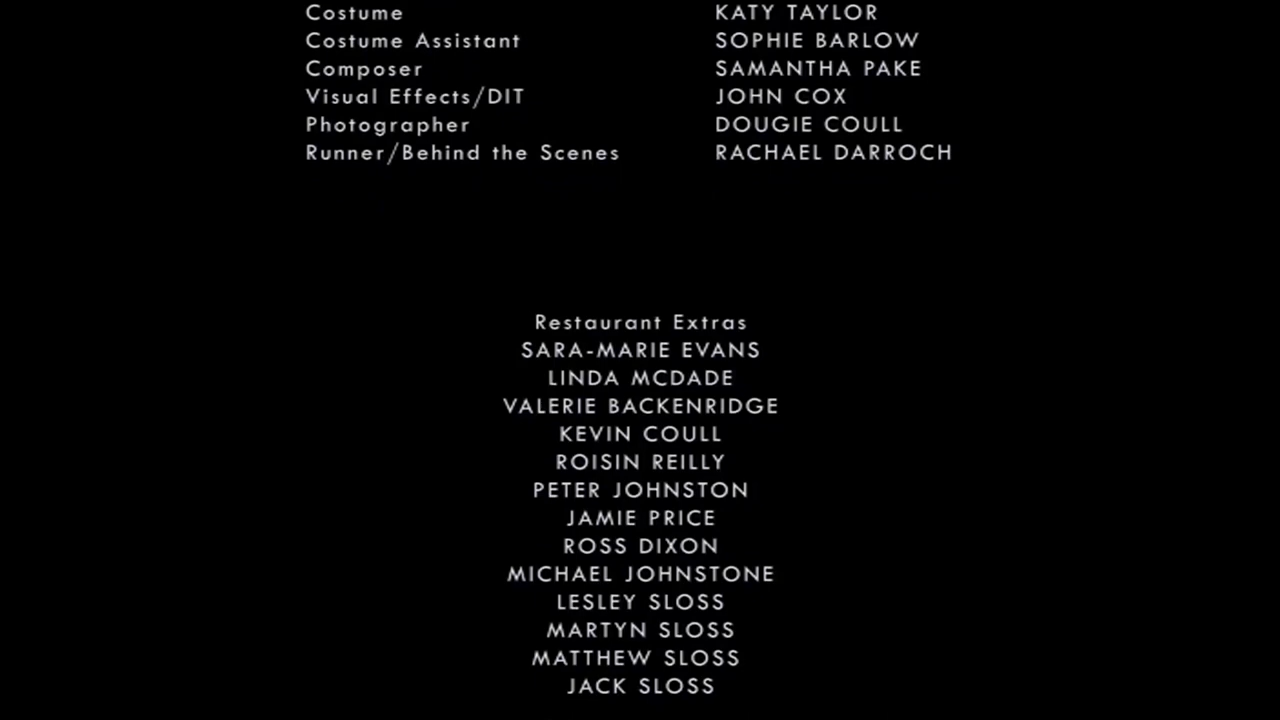 Costume KATY TAYLOR
Costume Assistant SOPHIE BARLOW
Composer SAMANTHA PAKE
Visual Effects/DIT JOHN COX
Photographer DOUGIE COULL
Runner/Behind the Scenes RACHAEL DARROCH
Restaurant Extras
SARA-MARIE EVANS
LINDA MCDADE
VALERIE BACKENRIDGE
KEVIN COULL
ROISIN REILLY
PETER JOHNSTON
JAMIE PRICE
ROSS DIXON
MICHAEL JOHNSTONE
LESLEY SLOSS
MARTYN SLOSS
MATTHEW SLOSS
JACK SLOSS